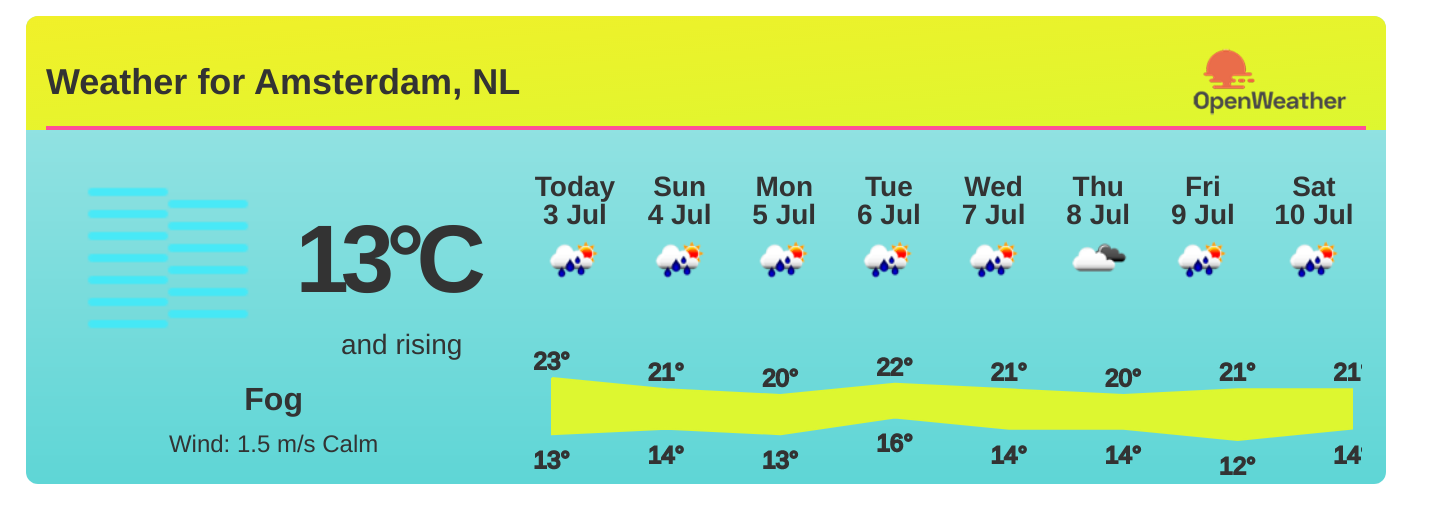 Weather for Amsterdam, NL
OpenWeather
Today Sun Mon Tue Wed Thu Fri Sat
3 Jul 4 Jul 5 Jul 6 Jul 7 Jul 8 Jul 9 Jul 10 Jul
13°C
and rising
Fog
Wind: 1.5 m/s Calm
23° 21° 20° 22° 21° 20° 21° 21°
13° 14° 13° 16° 14° 14° 12° 14°